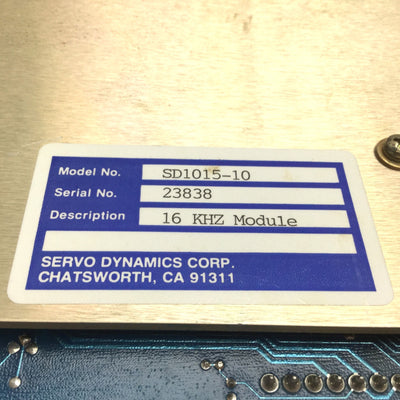 Model No. SD1015-10
Serial No. 23838
Description 16 KHZ Module
SERVO DYNAMICS CORP.
CHATSWORTH, CA 91311